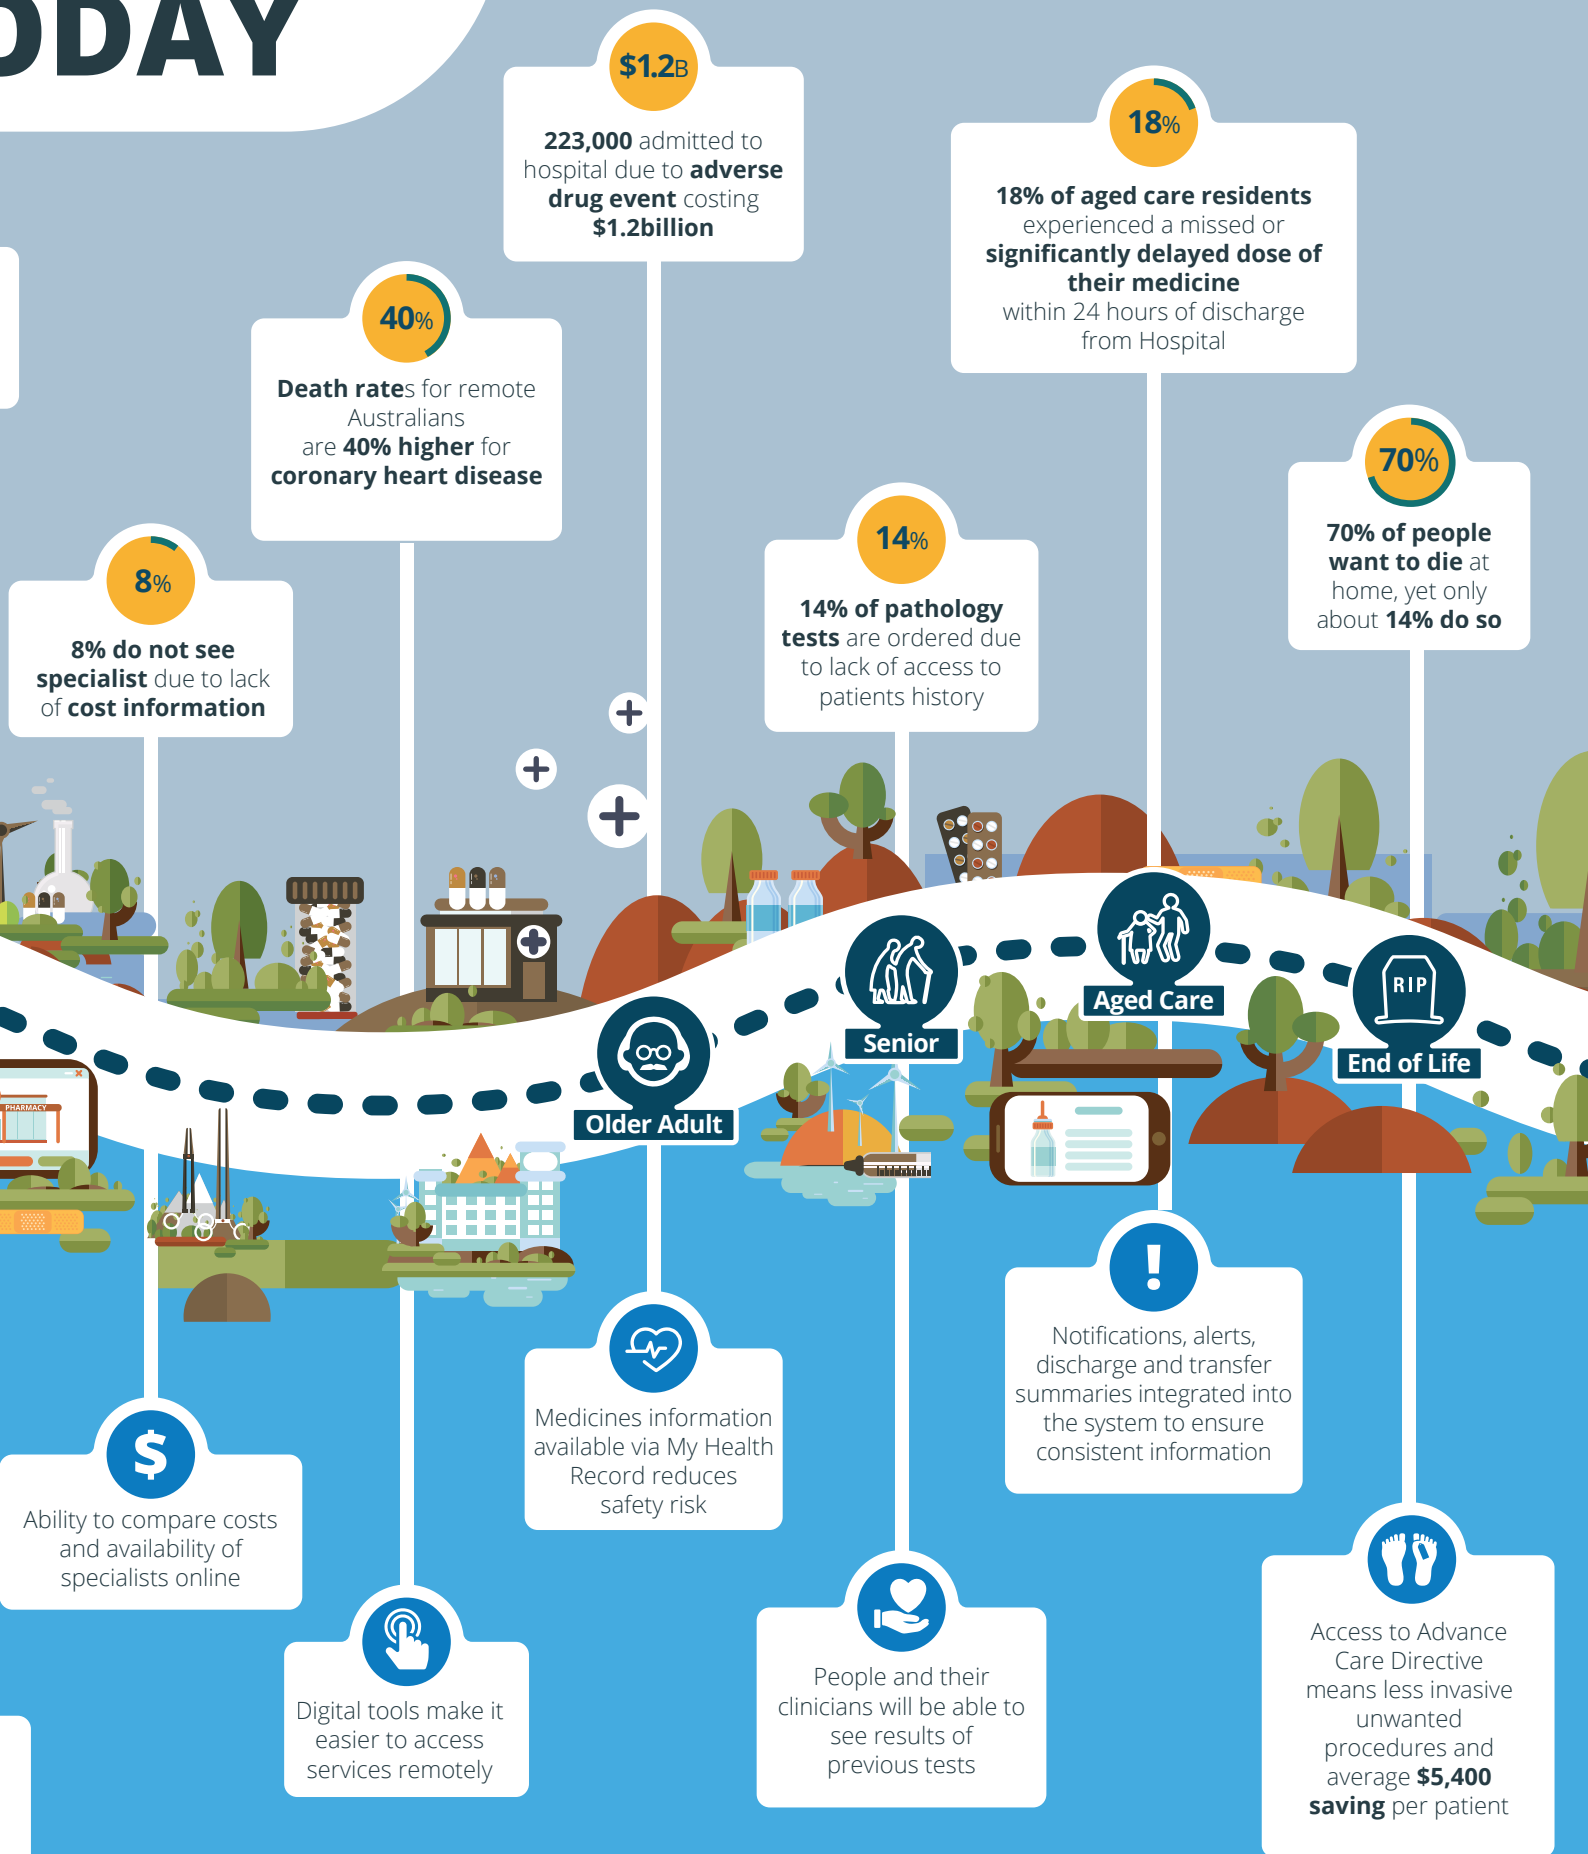 ODAY
$1.2B
223,000 admitted to
hospital due to adverse
drug event costing
$1.2billion
18%
18% of aged care residents
experienced a missed or
significantly delayed dose of
their medicine
within 24 hours of discharge
from Hospital
40%
Death rates for remote
Australians
are 40% higher for
coronary heart disease
70%
70% of people
want to die at
home, yet only
about 14% do so
14%
14% of pathology
tests are ordered due
to lack of access to
patients history
8%
8% do not see
specialist due to lack
of cost information
PHARMACY
Older Adult
Senior
Aged Care
RIP
End of Life
!
Notifications, alerts,
discharge and transfer
summaries integrated into
the system to ensure
consistent information
Medicines information
available via My Health
Record reduces
safety risk
$
Ability to compare costs
and availability of
specialists online
Digital tools make it
easier to access
services remotely
People and their
clinicians will be able to
see results of
previous tests
Access to Advance
Care Directive
means less invasive
unwanted
procedures and
average $5,400
saving per patient